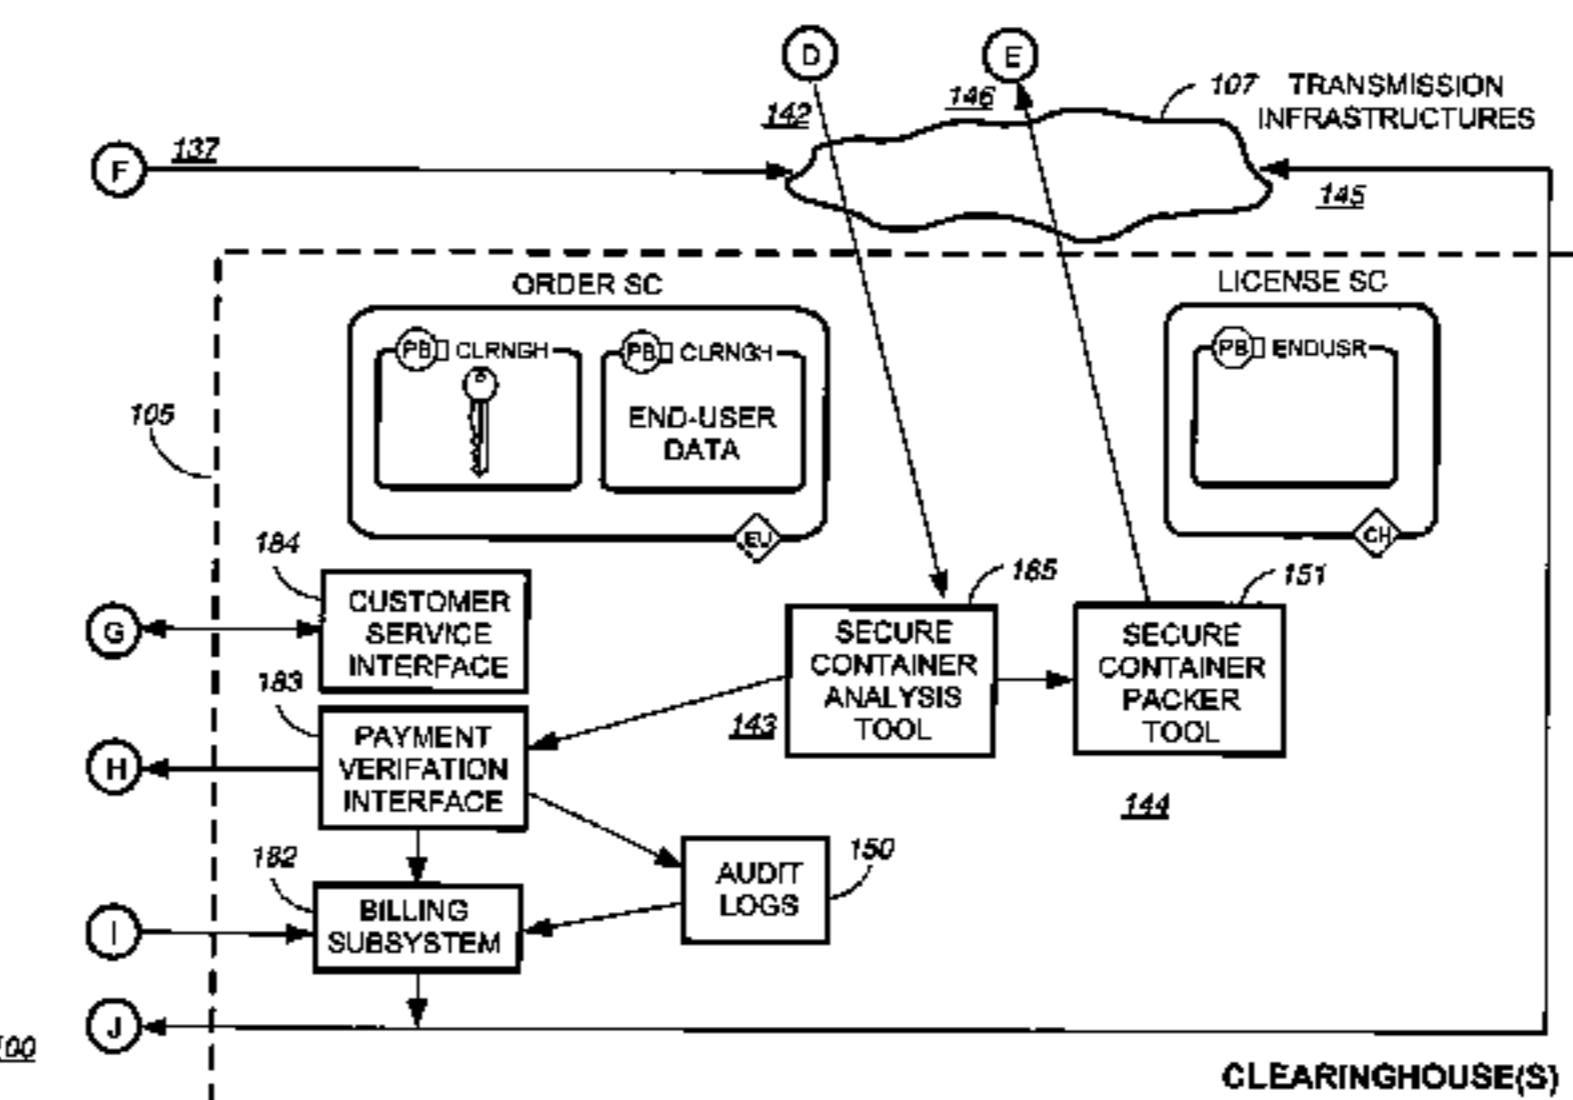 D
E
107 TRANSMISSION
INFRASTRUCTURES
142
146
F
137
145
ORDER SC
LICENSE SC
PB CLRNGH
PB CLRNGH
PB ENDUSR
END-USER
DATA
105
EU
CH
184
185
151
G
CUSTOMER
SERVICE
INTERFACE
SECURE
CONTAINER
ANALYSIS
TOOL
SECURE
CONTAINER
PACKER
TOOL
183
143
H
PAYMENT
VERIFATION
INTERFACE
144
182
AUDIT
LOGS
150
I
BILLING
SUBSYSTEM
J
CLEARINGHOUSE(S)